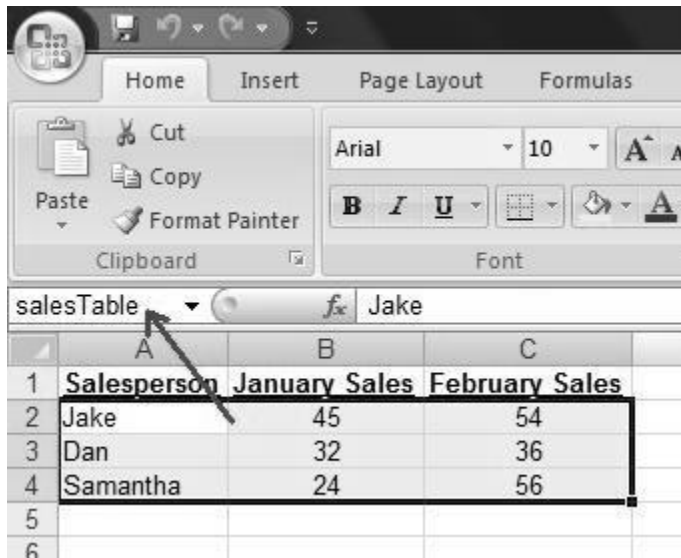 Home Insert Page Layout Formulas
Cut
Copy
Paste
Format Painter
Clipboard
Arial 10 A A
B I U A
Font
salesTable fx Jake
A B C
1 Salesperson January Sales February Sales
2 Jake 45 54
3 Dan 32 36
4 Samantha 24 56
5
6